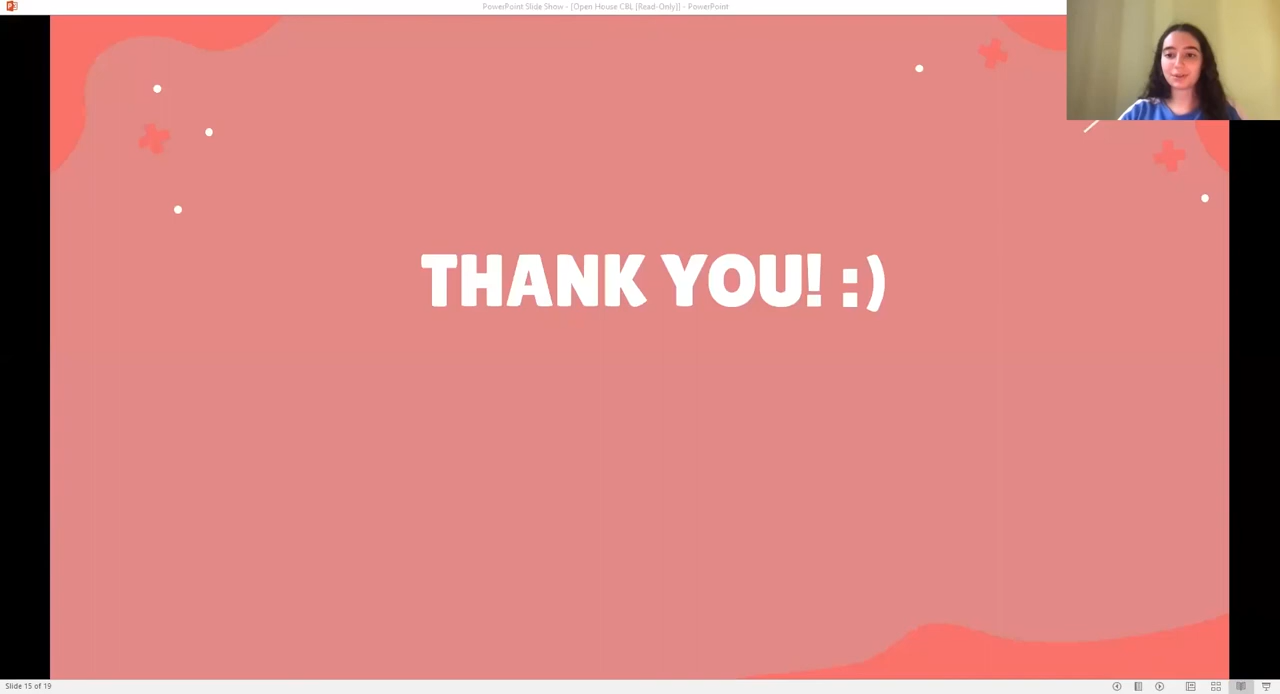 PowerPoint Slide Show - [Open House CBL [Read-Only]] - PowerPoint
THANK YOU! :)
Slide 15 of 19